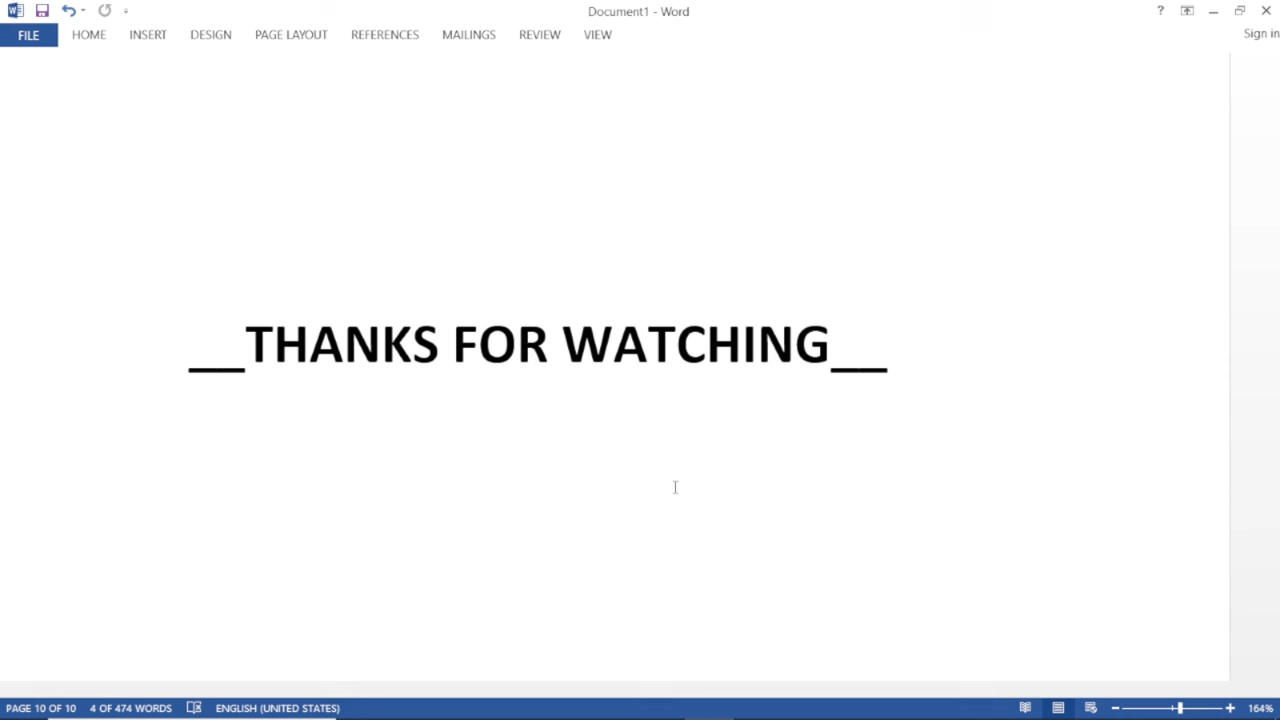 Document1 - Word
?
FILE HOME INSERT DESIGN PAGE LAYOUT REFERENCES MAILINGS REVIEW VIEW Sign in
__THANKS FOR WATCHING__
PAGE 10 OF 10 4 OF 474 WORDS ENGLISH (UNITED STATES) 164%